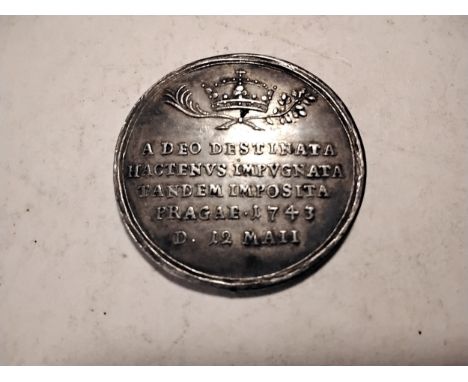 A DEO DESTINATA
HACTENVS IMPVGNATA
TANDEM IMPOSITA
PRAGAE · 1743
D. 12 MAII